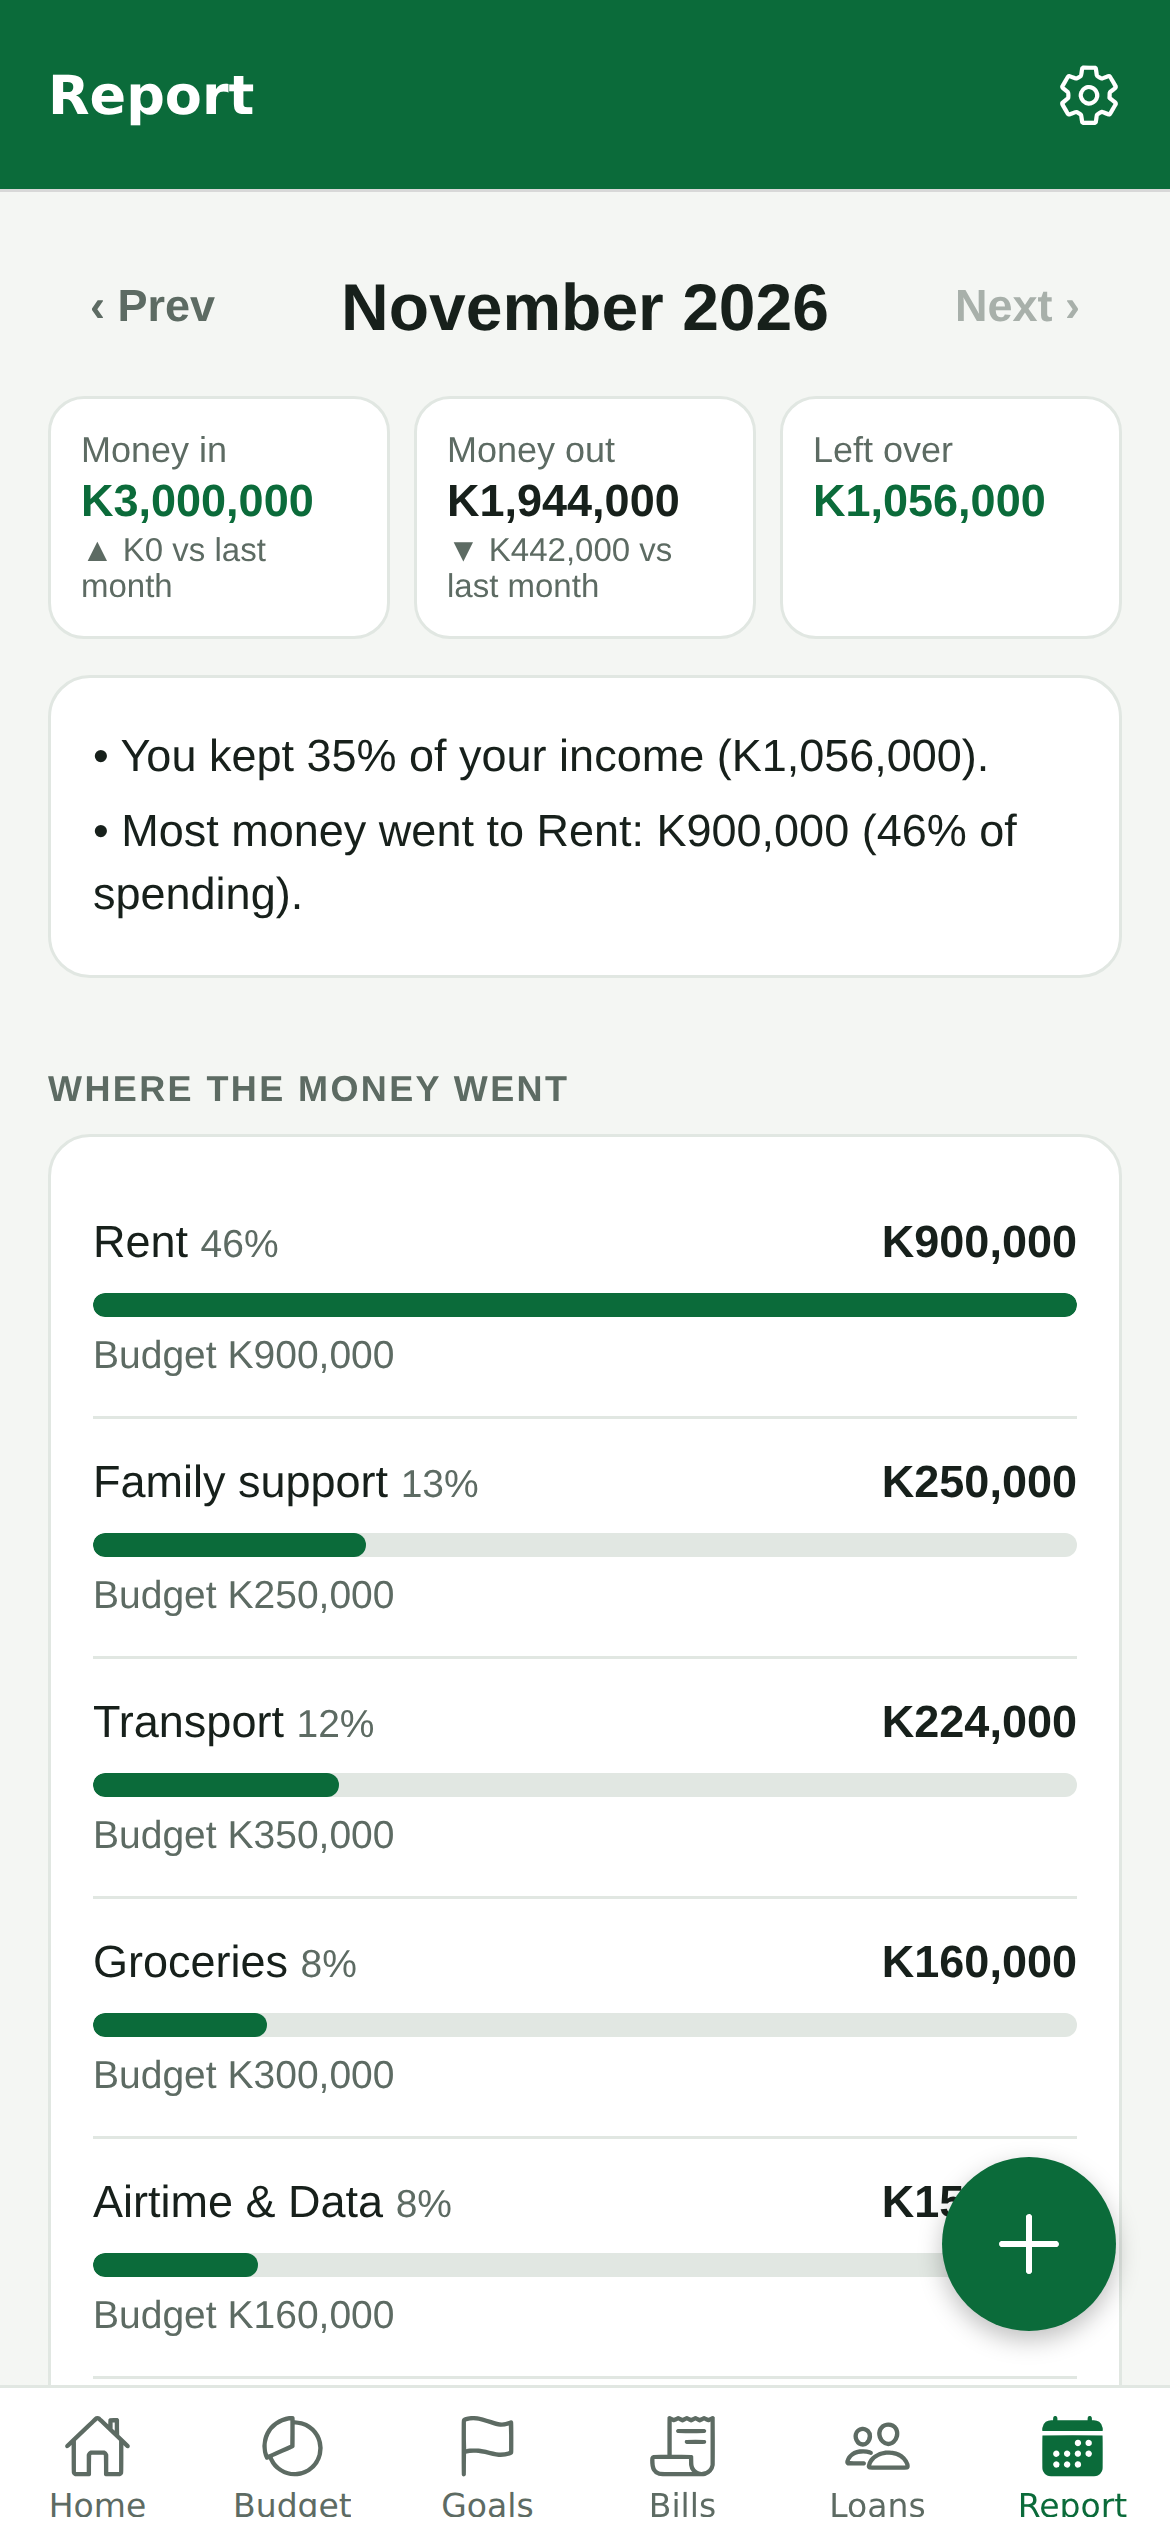 Report
‹ Prev
November 2026
Next ›
Money in
K3,000,000
▲ K0 vs last
month
Money out
K1,944,000
▼ K442,000 vs
last month
Left over
K1,056,000
• You kept 35% of your income (K1,056,000).
• Most money went to Rent: K900,000 (46% of
spending).
WHERE THE MONEY WENT
Rent 46%
K900,000
Budget K900,000
Family support 13%
K250,000
Budget K250,000
Transport 12%
K224,000
Budget K350,000
Groceries 8%
K160,000
Budget K300,000
Airtime & Data 8%
Budget K160,000
Home
Budget
Goals
Bills
Loans
Report